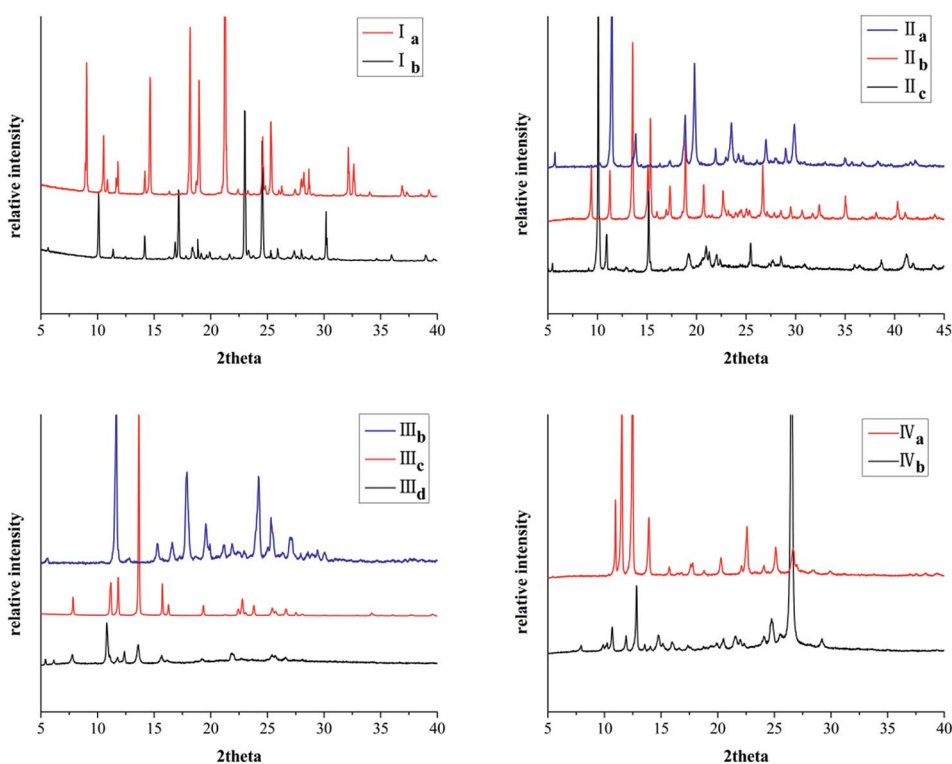 relative intensity
Ⅰ a
Ⅰ b
5 10 15 20 25 30 35 40
2theta
relative intensity
Ⅱ a
Ⅱ b
Ⅱ c
5 10 15 20 25 30 35 40 45
2theta
relative intensity
Ⅲ b
Ⅲ c
Ⅲ d
5 10 15 20 25 30 35 40
2theta
relative intensity
Ⅳ a
Ⅳ b
5 10 15 20 25 30 35 40
2theta